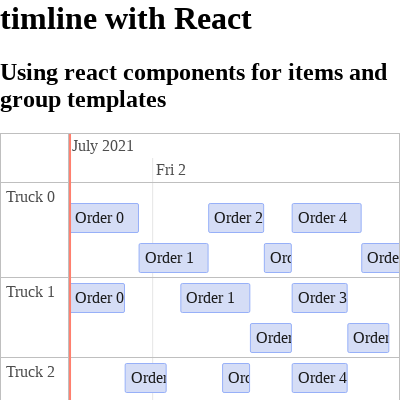 timline with React
Using react components for items and
group templates
July 2021
Fri 2
Truck 0
Order 0
Order 2
Order 4
Order 1
Orc
Orde
Truck 1
Order 0
Order 1
Order 3
Order
Order
Truck 2
Order
Orc
Order 4